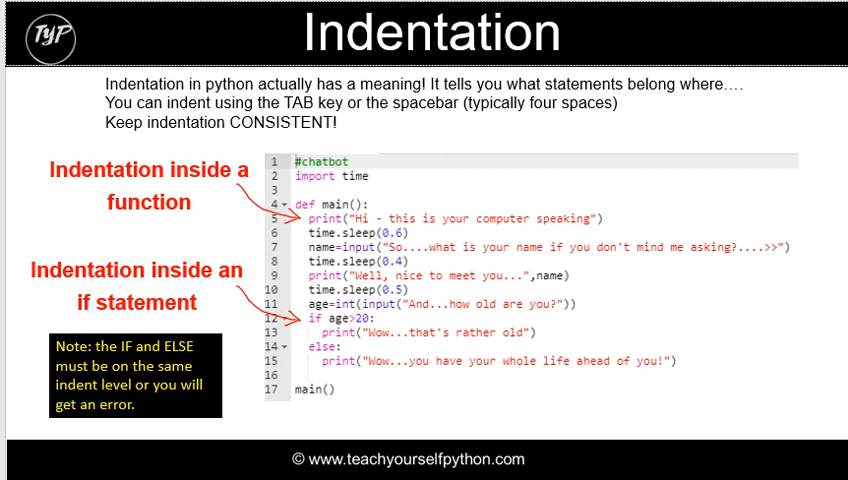 TyP
Indentation
Indentation in python actually has a meaning! It tells you what statements belong where….
You can indent using the TAB key or the spacebar (typically four spaces)
Keep indentation CONSISTENT!
Indentation inside a
function
Indentation inside an
if statement
Note: the IF and ELSE
must be on the same
indent level or you will
get an error.
1 #chatbot
2 import time
3
4 def main():
5 print("Hi - this is your computer speaking")
6 time.sleep(0.6)
7 name=input("So....what is your name if you don't mind me asking?....>>")
8 time.sleep(0.4)
9 print("Well, nice to meet you...",name)
10 time.sleep(0.5)
11 age=int(input("And...how old are you?"))
12 if age>20:
13 print("Wow...that's rather old")
14 else:
15 print("Wow...you have your whole life ahead of you!")
16
17 main()
© www.teachyourselfpython.com